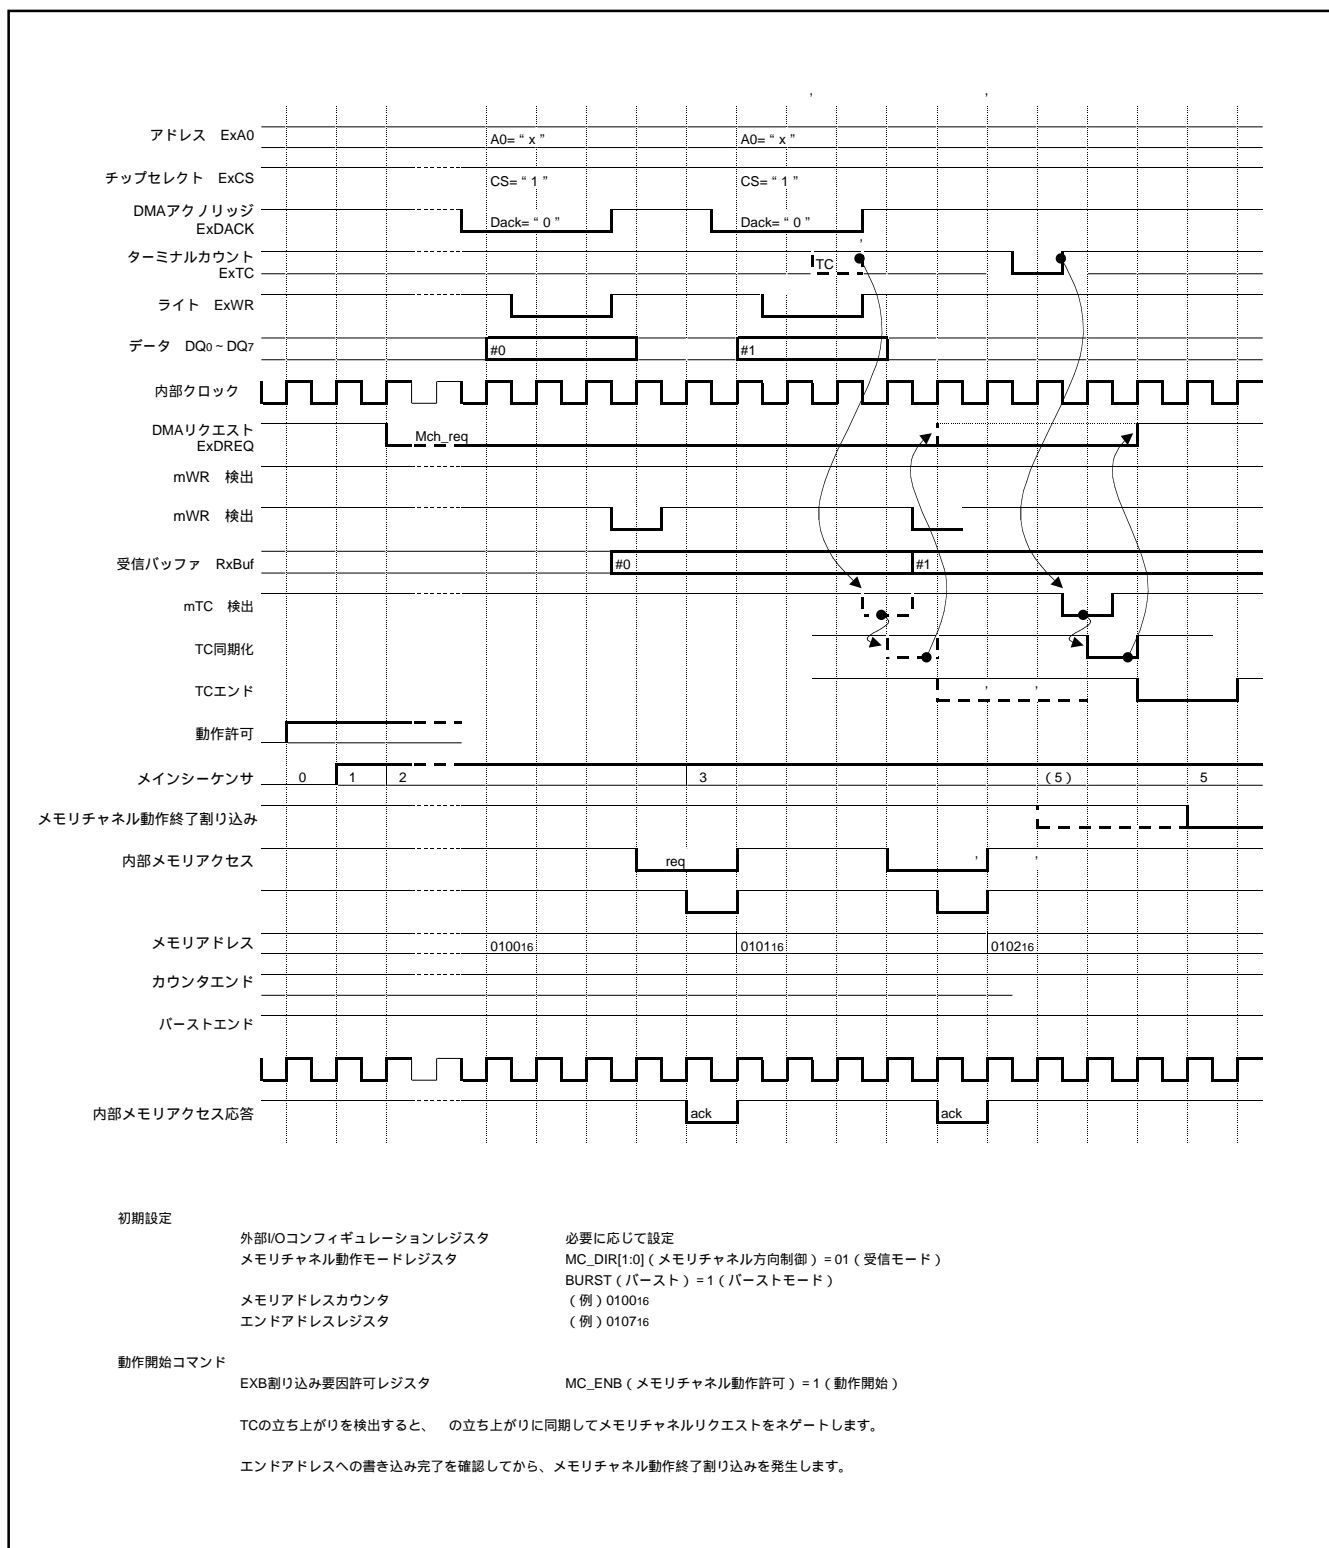 アドレス ExA0 A0= “ x ” A0= “ x ”
チップセレクト ExCS CS= “ 1 ” CS= “ 1 ”
DMAアクノリッジ
ExDACK Dack= “ 0 ” Dack= “ 0 ”
ターミナルカウント
ExTC TC
ライト ExWR
データ DQ0 ~ DQ7 #0 #1
内部クロック
DMAリクエスト
ExDREQ Mch_req
mWR 検出
mWR 検出
受信バッファ RxBuf #0 #1
mTC 検出
TC同期化
TCエンド
動作許可
メインシーケンサ 0 1 2 3 ( 5 ) 5
メモリチャネル動作終了割り込み
内部メモリアクセス req
メモリアドレス 010016 010116 010216
カウンタエンド
バーストエンド
内部メモリアクセス応答 ack ack
初期設定
外部I/Oコンフィギュレーションレジスタ 必要に応じて設定
メモリチャネル動作モードレジスタ MC_DIR[1:0] ( メモリチャネル方向制御 ) = 01 ( 受信モード )
BURST ( バースト ) = 1 ( バーストモード )
メモリアドレスカウンタ ( 例 ) 010016
エンドアドレスレジスタ ( 例 ) 010716
動作開始コマンド
EXB割り込み要因許可レジスタ MC_ENB ( メモリチャネル動作許可 ) = 1 ( 動作開始 )
TCの立ち上がりを検出すると、 の立ち上がりに同期してメモリチャネルリクエストをネゲートします。
エンドアドレスへの書き込み完了を確認してから、メモリチャネル動作終了割り込みを発生します。